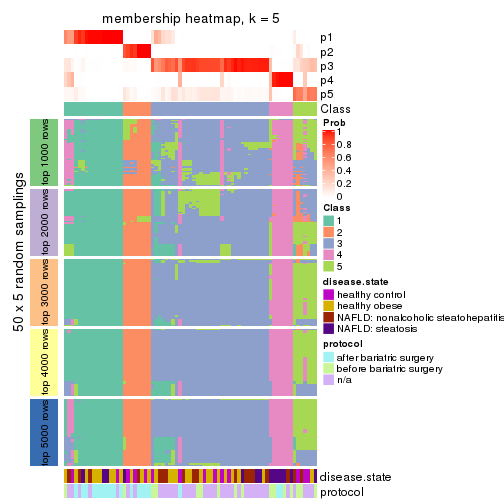 membership heatmap, k = 5
p1
p2
p3
p4
p5
Class
50 x 5 random samplings
top 1000 rows
top 2000 rows
top 3000 rows
top 4000 rows
top 5000 rows
disease.state
protocol
Prob
1
0.8
0.6
0.4
0.2
0
Class
1
2
3
4
5
disease.state
healthy control
healthy obese
NAFLD: nonalcoholic steatohepatitis
NAFLD: steatosis
protocol
after bariatric surgery
before bariatric surgery
n/a